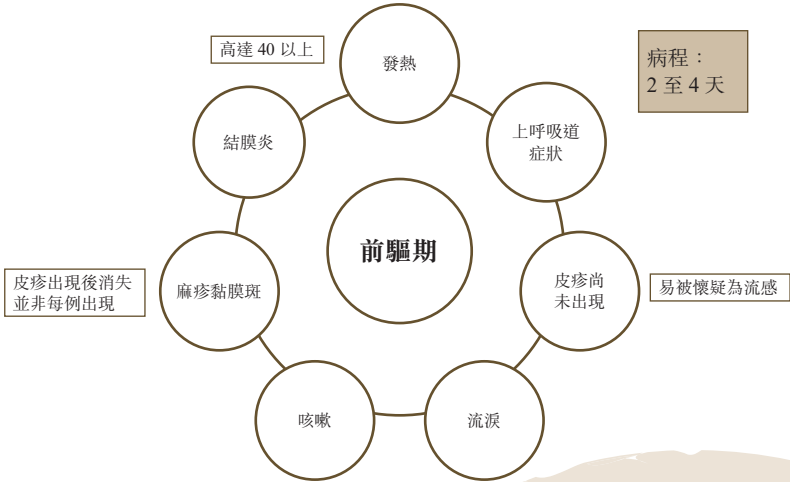 高達 40 以上
發熱
病程：
2 至 4 天
結膜炎
上呼吸道
症狀
前驅期
皮疹出現後消失
並非每例出現
麻疹黏膜斑
皮疹尚
未出現
易被懷疑為流感
咳嗽
流淚